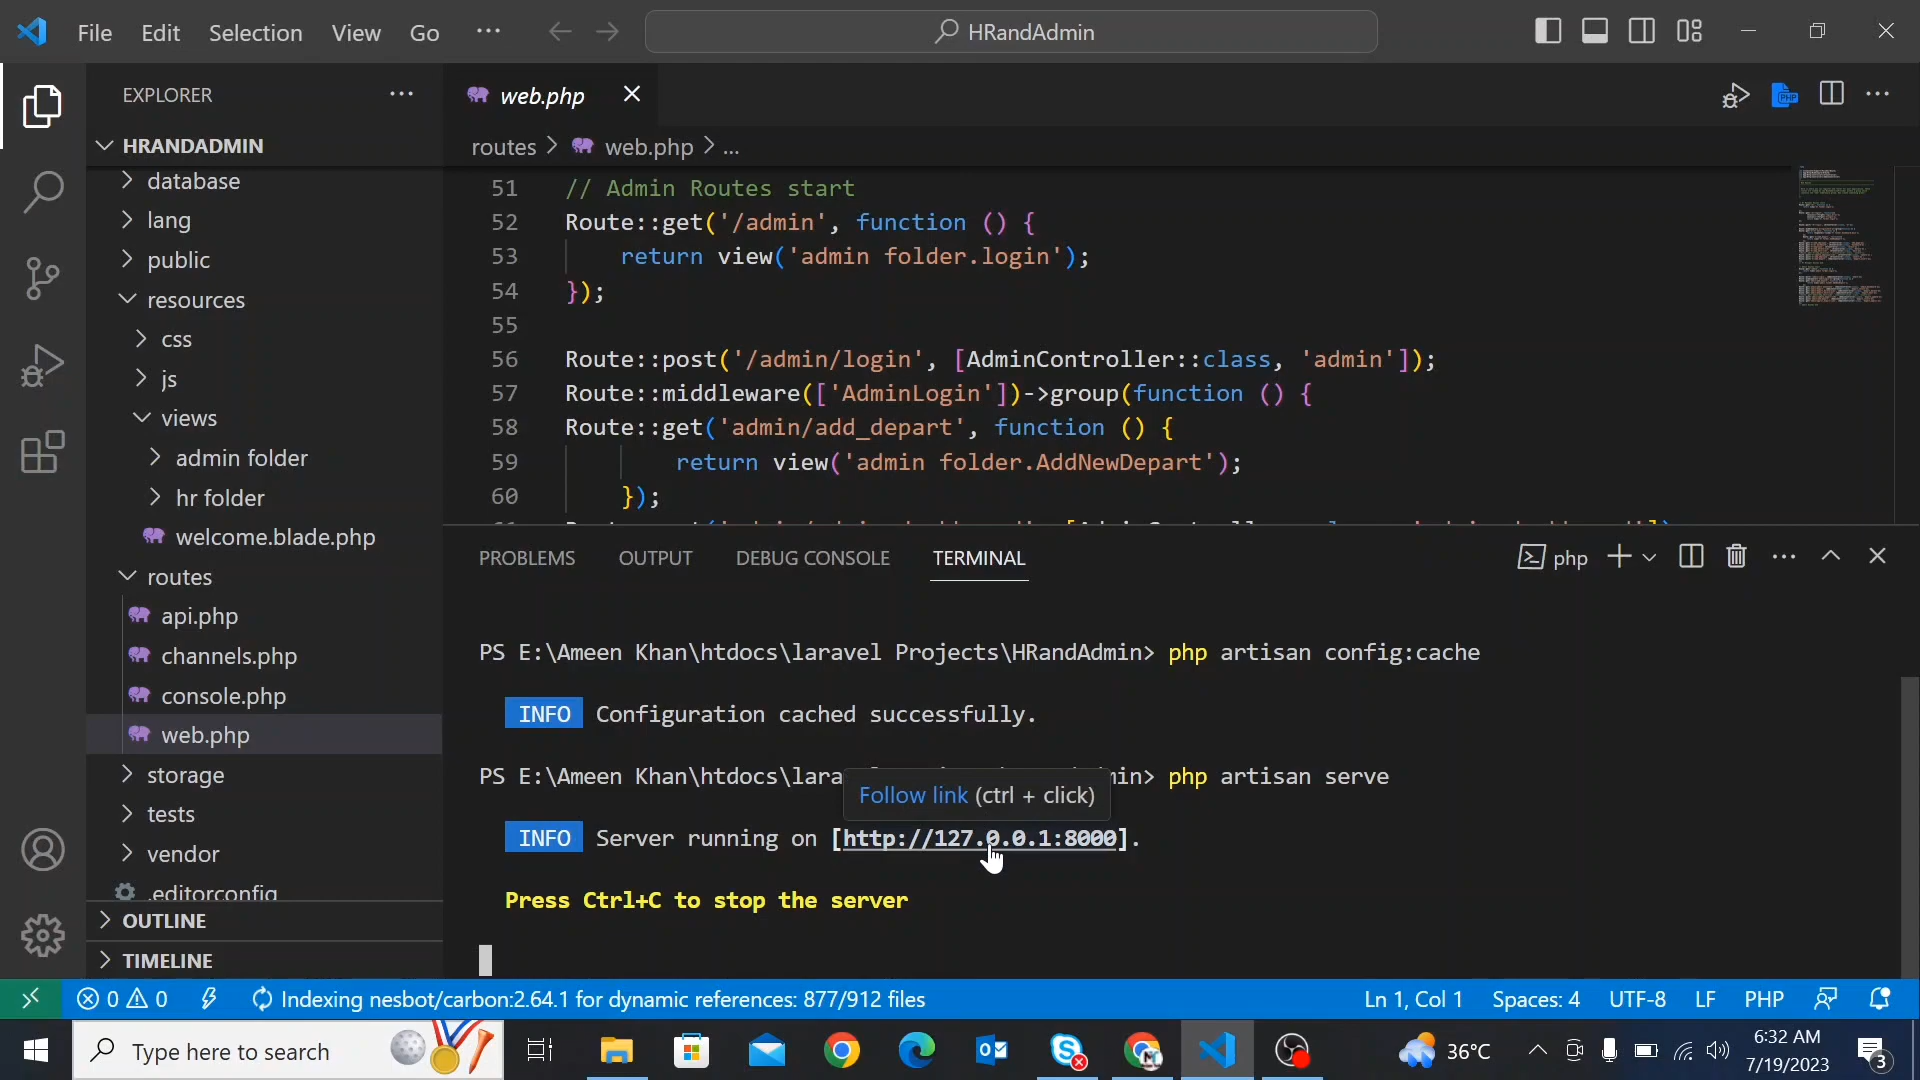 File Edit Selection View Go ...
HRandAdmin
EXPLORER
HRANDADMIN
database
lang
public
resources
css
js
views
admin folder
hr folder
welcome.blade.php
routes
api.php
channels.php
console.php
web.php
storage
tests
vendor
.editorconfig
OUTLINE
TIMELINE
web.php
routes > web.php > ...
51 // Admin Routes start
52 Route::get('/admin', function () {
53 return view('admin folder.login');
54 });
55
56 Route::post('/admin/login', [AdminController::class, 'admin']);
57 Route::middleware(['AdminLogin'])->group(function () {
58 Route::get('admin/add_depart', function () {
59 return view('admin folder.AddNewDepart');
60 });
PROBLEMS OUTPUT DEBUG CONSOLE TERMINAL
php
PS E:\Ameen Khan\htdocs\laravel Projects\HRandAdmin> php artisan config:cache
INFO Configuration cached successfully.
PS E:\Ameen Khan\htdocs\lara min> php artisan serve
Follow link (ctrl + click)
INFO Server running on [http://127.0.0.1:8000].
Press Ctrl+C to stop the server
0 0 Indexing nesbot/carbon:2.64.1 for dynamic references: 877/912 files
Ln 1, Col 1 Spaces: 4 UTF-8 LF PHP
Type here to search
36°C
6:32 AM
7/19/2023
3